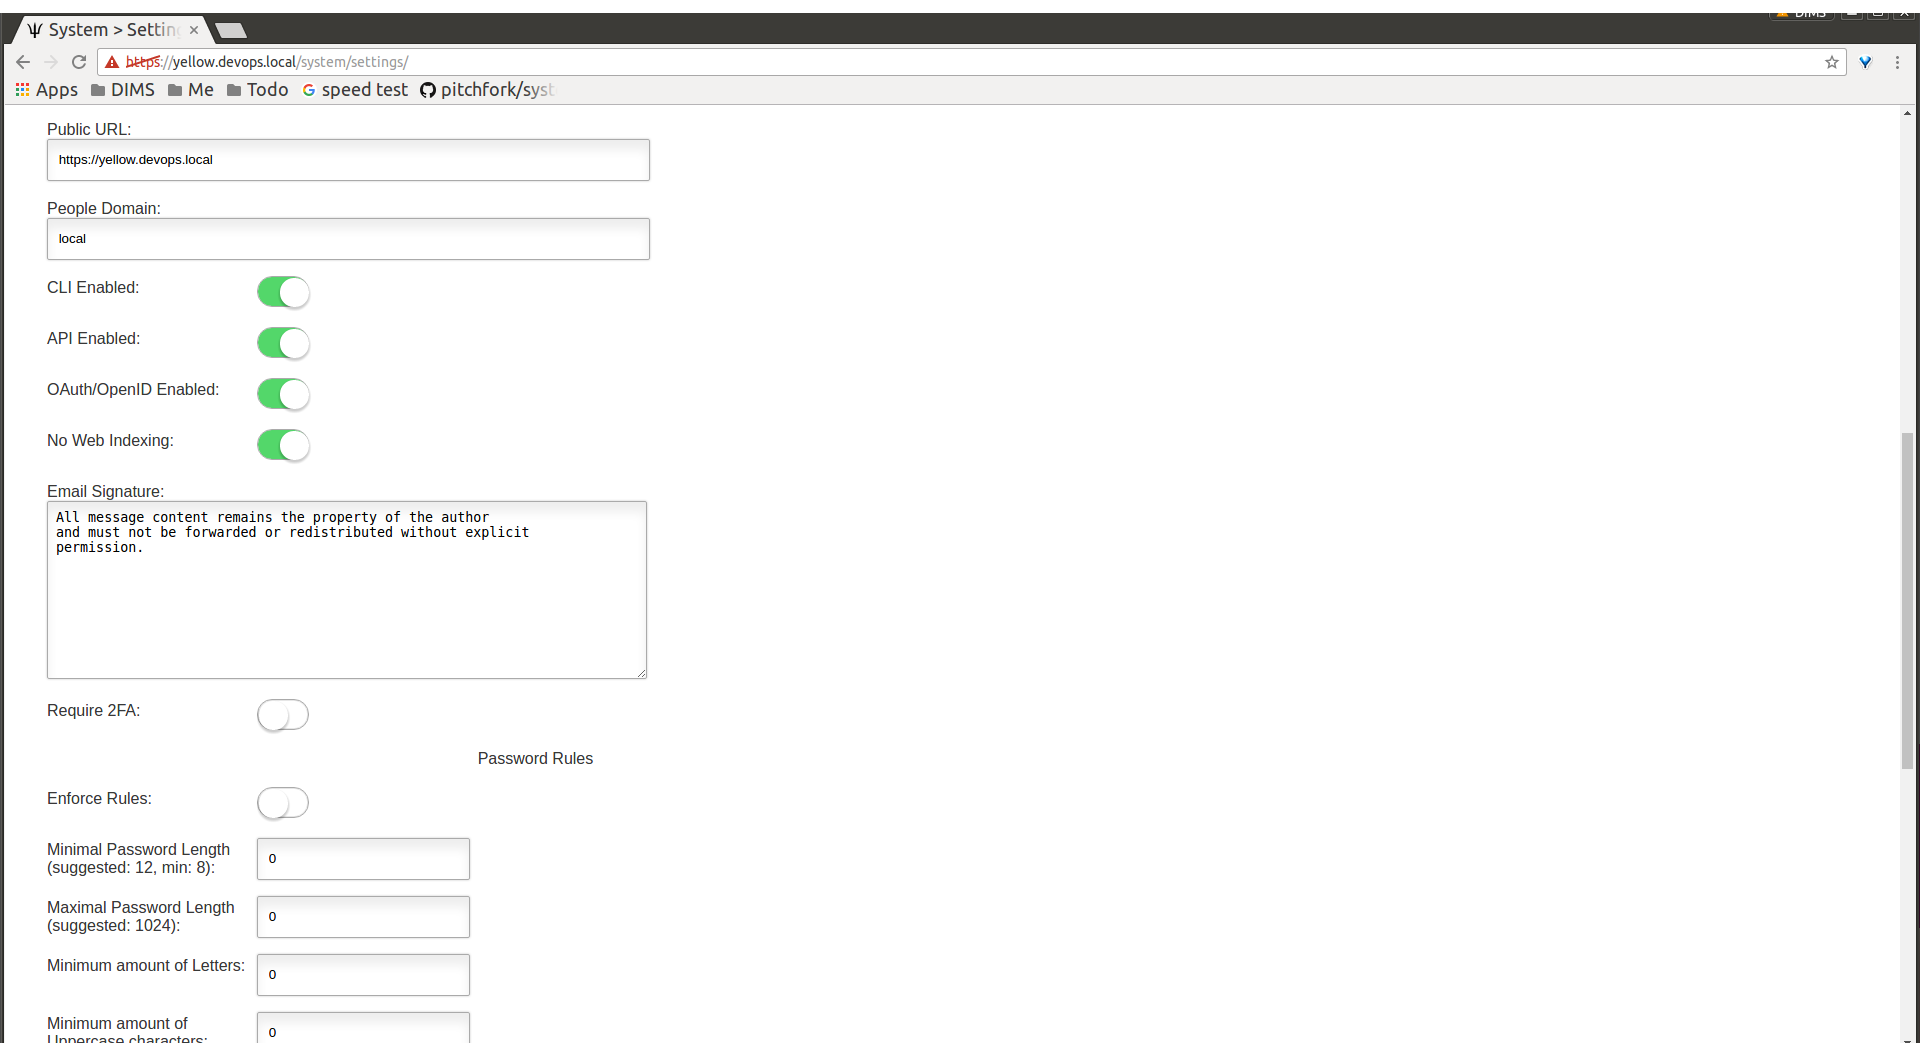 DIMS
System > Settin
https://yellow.devops.local/system/settings/
Apps DIMS Me Todo speed test pitchfork/syst
Public URL:
https://yellow.devops.local
People Domain:
local
CLI Enabled:
API Enabled:
OAuth/OpenID Enabled:
No Web Indexing:
Email Signature:
All message content remains the property of the author
and must not be forwarded or redistributed without explicit
permission.
Require 2FA:
Password Rules
Enforce Rules:
Minimal Password Length
(suggested: 12, min: 8):
0
Maximal Password Length
(suggested: 1024):
0
Minimum amount of Letters:
0
Minimum amount of
Uppercase characters:
0